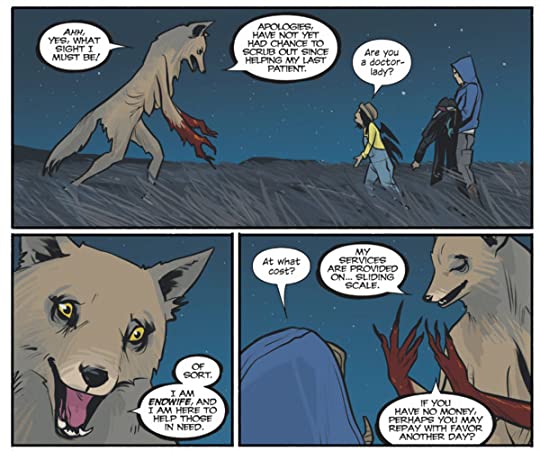 AHH,
YES, WHAT
SIGHT I
MUST BE!
APOLOGIES,
HAVE NOT YET
HAD CHANCE TO
SCRUB OUT SINCE
HELPING MY LAST
PATIENT.
Are you
a doctor-
lady?
OF
SORT.
I AM
ENDWIFE, AND
I AM HERE TO
HELP THOSE
IN NEED.
At what
cost?
MY
SERVICES
ARE PROVIDED
ON... SLIDING
SCALE.
IF YOU
HAVE NO MONEY,
PERHAPS YOU MAY
REPAY WITH FAVOR
ANOTHER DAY?